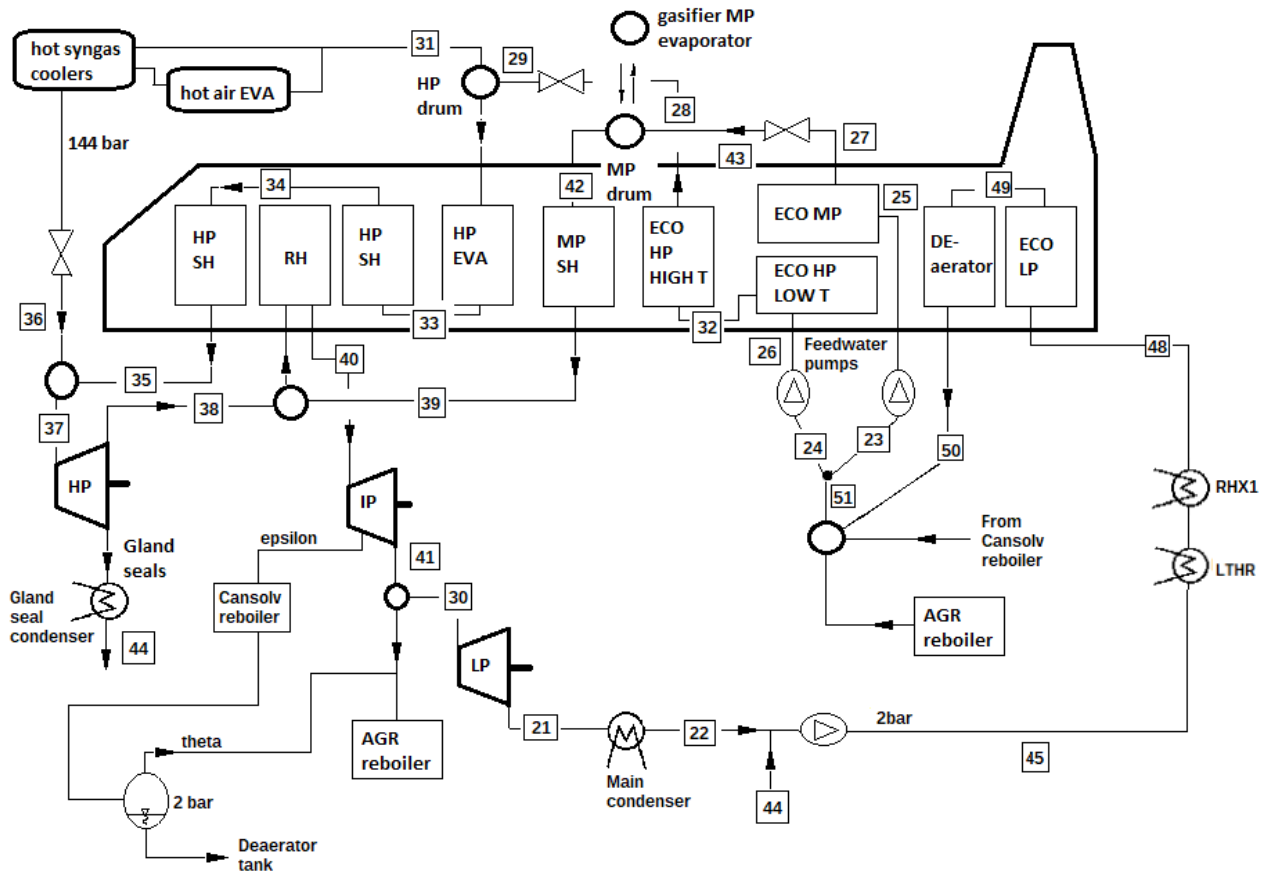 gasifier MP
evaporator
hot syngas
coolers
hot air EVA
31
29
HP
drum
28
27
144 bar
MP
drum
43
34
42
25
49
HP
SH
RH
HP
SH
HP
EVA
MP
SH
ECO
HP
HIGH T
ECO MP
ECO HP
LOW T
DE-
aerator
ECO
LP
33
32
36
40
26
Feedwater
pumps
48
35
38
39
37
24
23
50
51
HP
IP
RHX1
From
Cansolv
reboiler
LTHR
Gland
seals
epsilon
41
Gland
seal
condenser
Cansolv
reboiler
30
AGR
reboiler
44
LP
theta
AGR
reboiler
21
22
2bar
45
2 bar
Main
condenser
44
Deaerator
tank